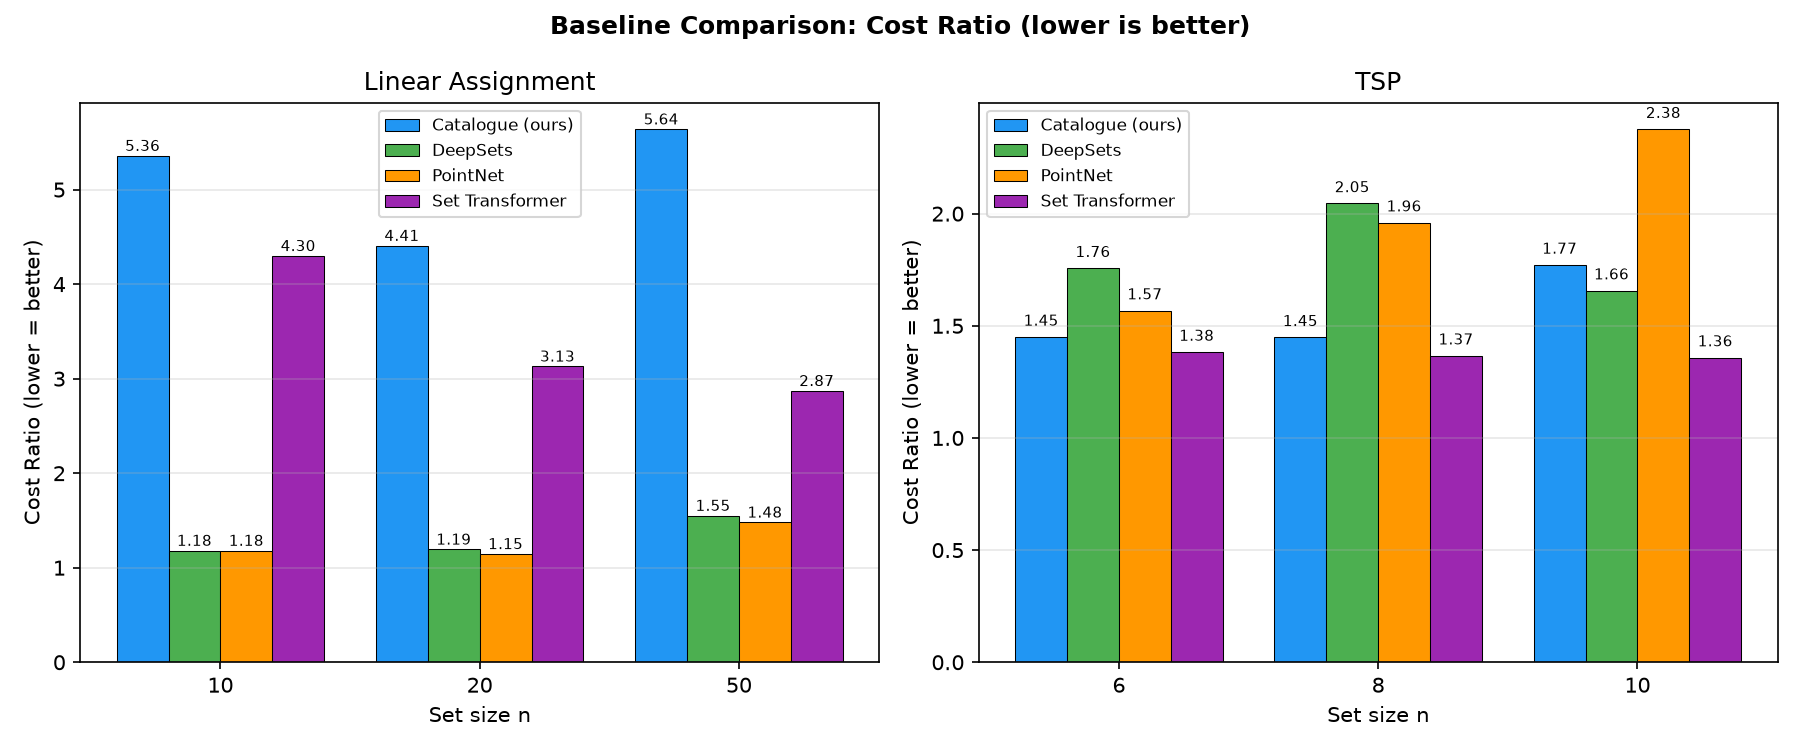 Baseline Comparison: Cost Ratio (lower is better)
Linear Assignment
Cost Ratio (lower = better)
5
4
3
2
1
0
Catalogue (ours)
DeepSets
PointNet
Set Transformer
5.36
1.18
1.18
4.30
4.41
1.19
1.15
3.13
5.64
1.55
1.48
2.87
10
20
50
Set size n
TSP
Cost Ratio (lower = better)
2.0
1.5
1.0
0.5
0.0
Catalogue (ours)
DeepSets
PointNet
Set Transformer
1.45
1.76
1.57
1.38
1.45
2.05
1.96
1.37
1.77
1.66
2.38
1.36
6
8
10
Set size n